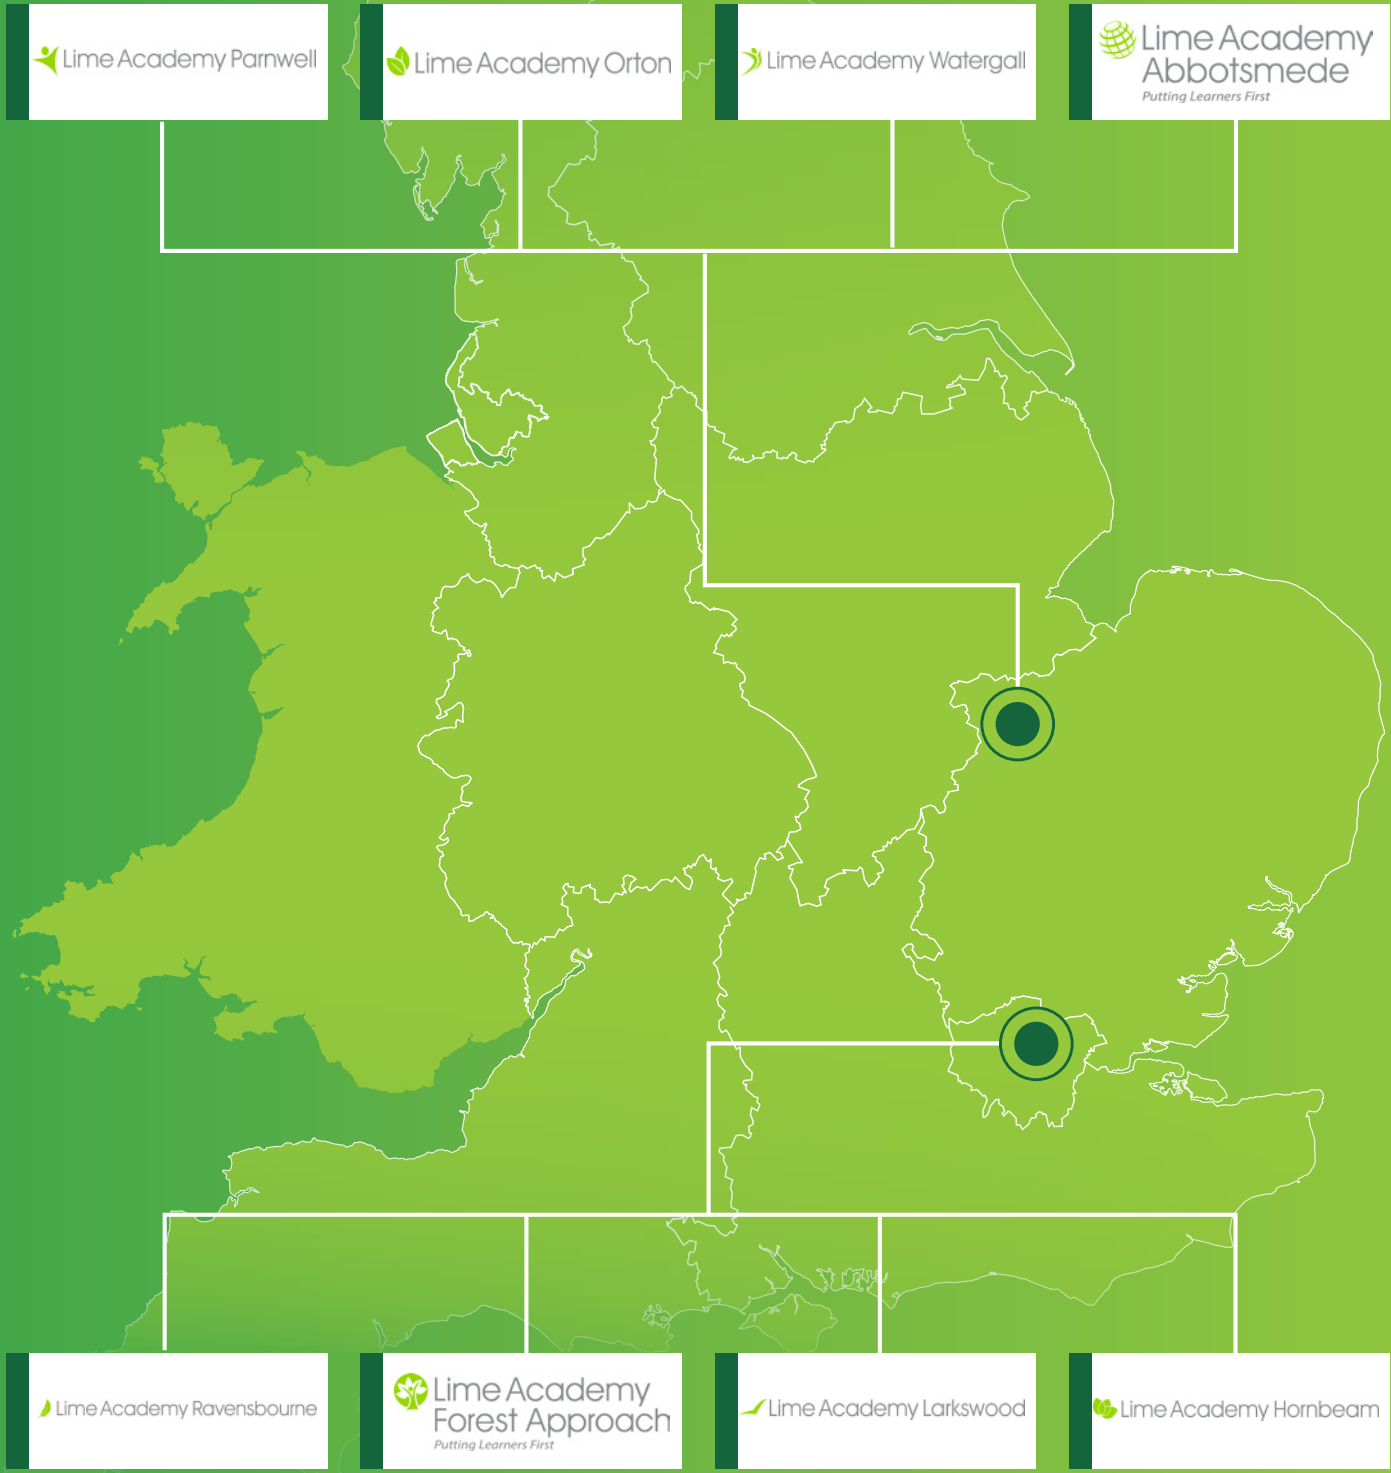 Lime Academy Parnwell
Lime Academy Orton
Lime Academy Watergall
Lime Academy
Abbotsmede
Putting Learners First
Lime Academy Ravensbourne
Lime Academy
Forest Approach
Putting Learners First
Lime Academy Larkswood
Lime Academy Hornbeam